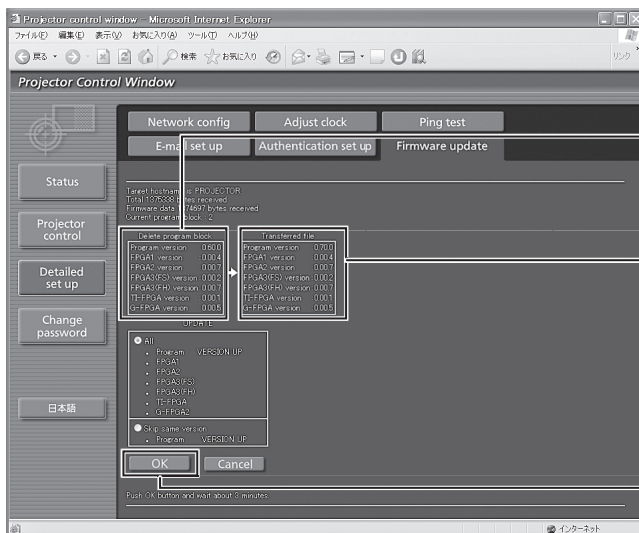 Projector control window - Microsoft Internet Explorer
ファイル(F) 編集(E) 表示(V) お気に入り(A) ツール(T) ヘルプ(H)
戻る 検索 お気に入り リンク
Projector Control Window
Network config Adjust clock Ping test
E-mail set up Authentication set up Firmware update
Status
Projector control
Detailed set up
Change password
日本語
Target hostname is PROJECTOR
Total 1375338 bytes received
Firmware data 1374697 bytes received
Current program block : 2
Delete program block
Program version 0.60.0
FPGA1 version 0.00.4
FPGA2 version 0.00.7
FPGA3(FS) version 0.00.2
FPGA3(FH) version 0.00.7
TI-FPGA version 0.00.1
G-FPGA version 0.00.5
Transferred file
Program version 0.70.0
FPGA1 version 0.00.4
FPGA2 version 0.00.7
FPGA3(FS) version 0.00.2
FPGA3(FH) version 0.00.7
TI-FPGA version 0.00.1
G-FPGA version 0.00.5
UPDATE
All
. Program VERSION UP
. FPGA1
. FPGA2
. FPGA3(FS)
. FPGA3(FH)
. TI-FPGA
. G-FPGA2
Skip same version
. Program VERSION UP
OK Cancel
Push OK button and wait about 3 minutes.
インターネット